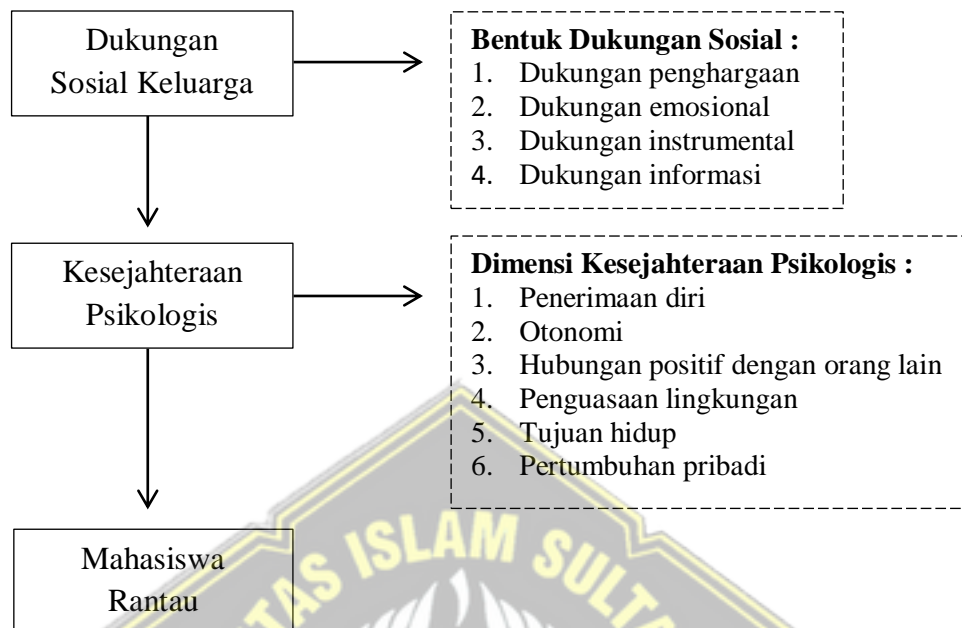 Dukungan
Sosial Keluarga
Bentuk Dukungan Sosial :
1. Dukungan penghargaan
2. Dukungan emosional
3. Dukungan instrumental
4. Dukungan informasi
Kesejahteraan
Psikologis
Dimensi Kesejahteraan Psikologis :
1. Penerimaan diri
2. Otonomi
3. Hubungan positif dengan orang lain
4. Penguasaan lingkungan
5. Tujuan hidup
6. Pertumbuhan pribadi
Mahasiswa
Rantau
ISLAM